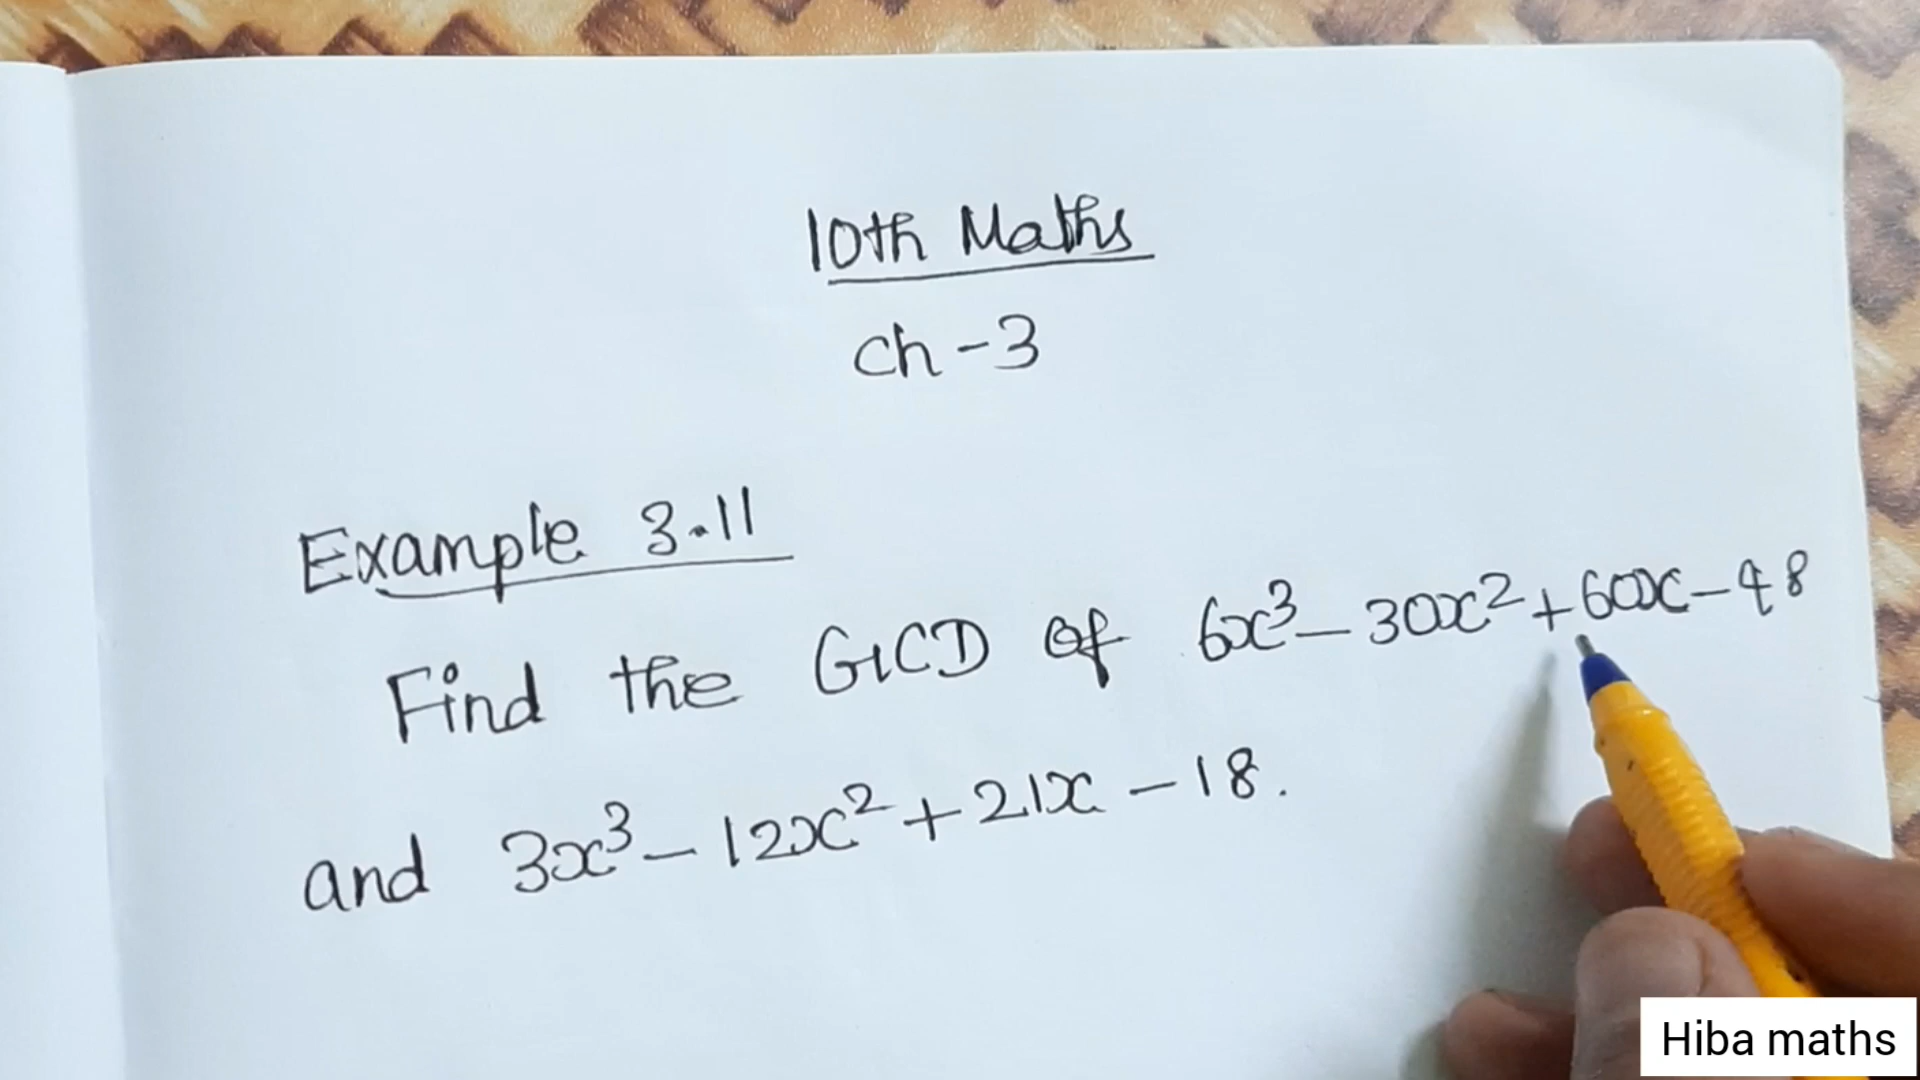 10th Maths
Ch - 3
Example 3.11
Find the GCD of 6x³ - 30x² + 60x - 48
and 3x³ - 12x² + 21x - 18.
Hiba maths